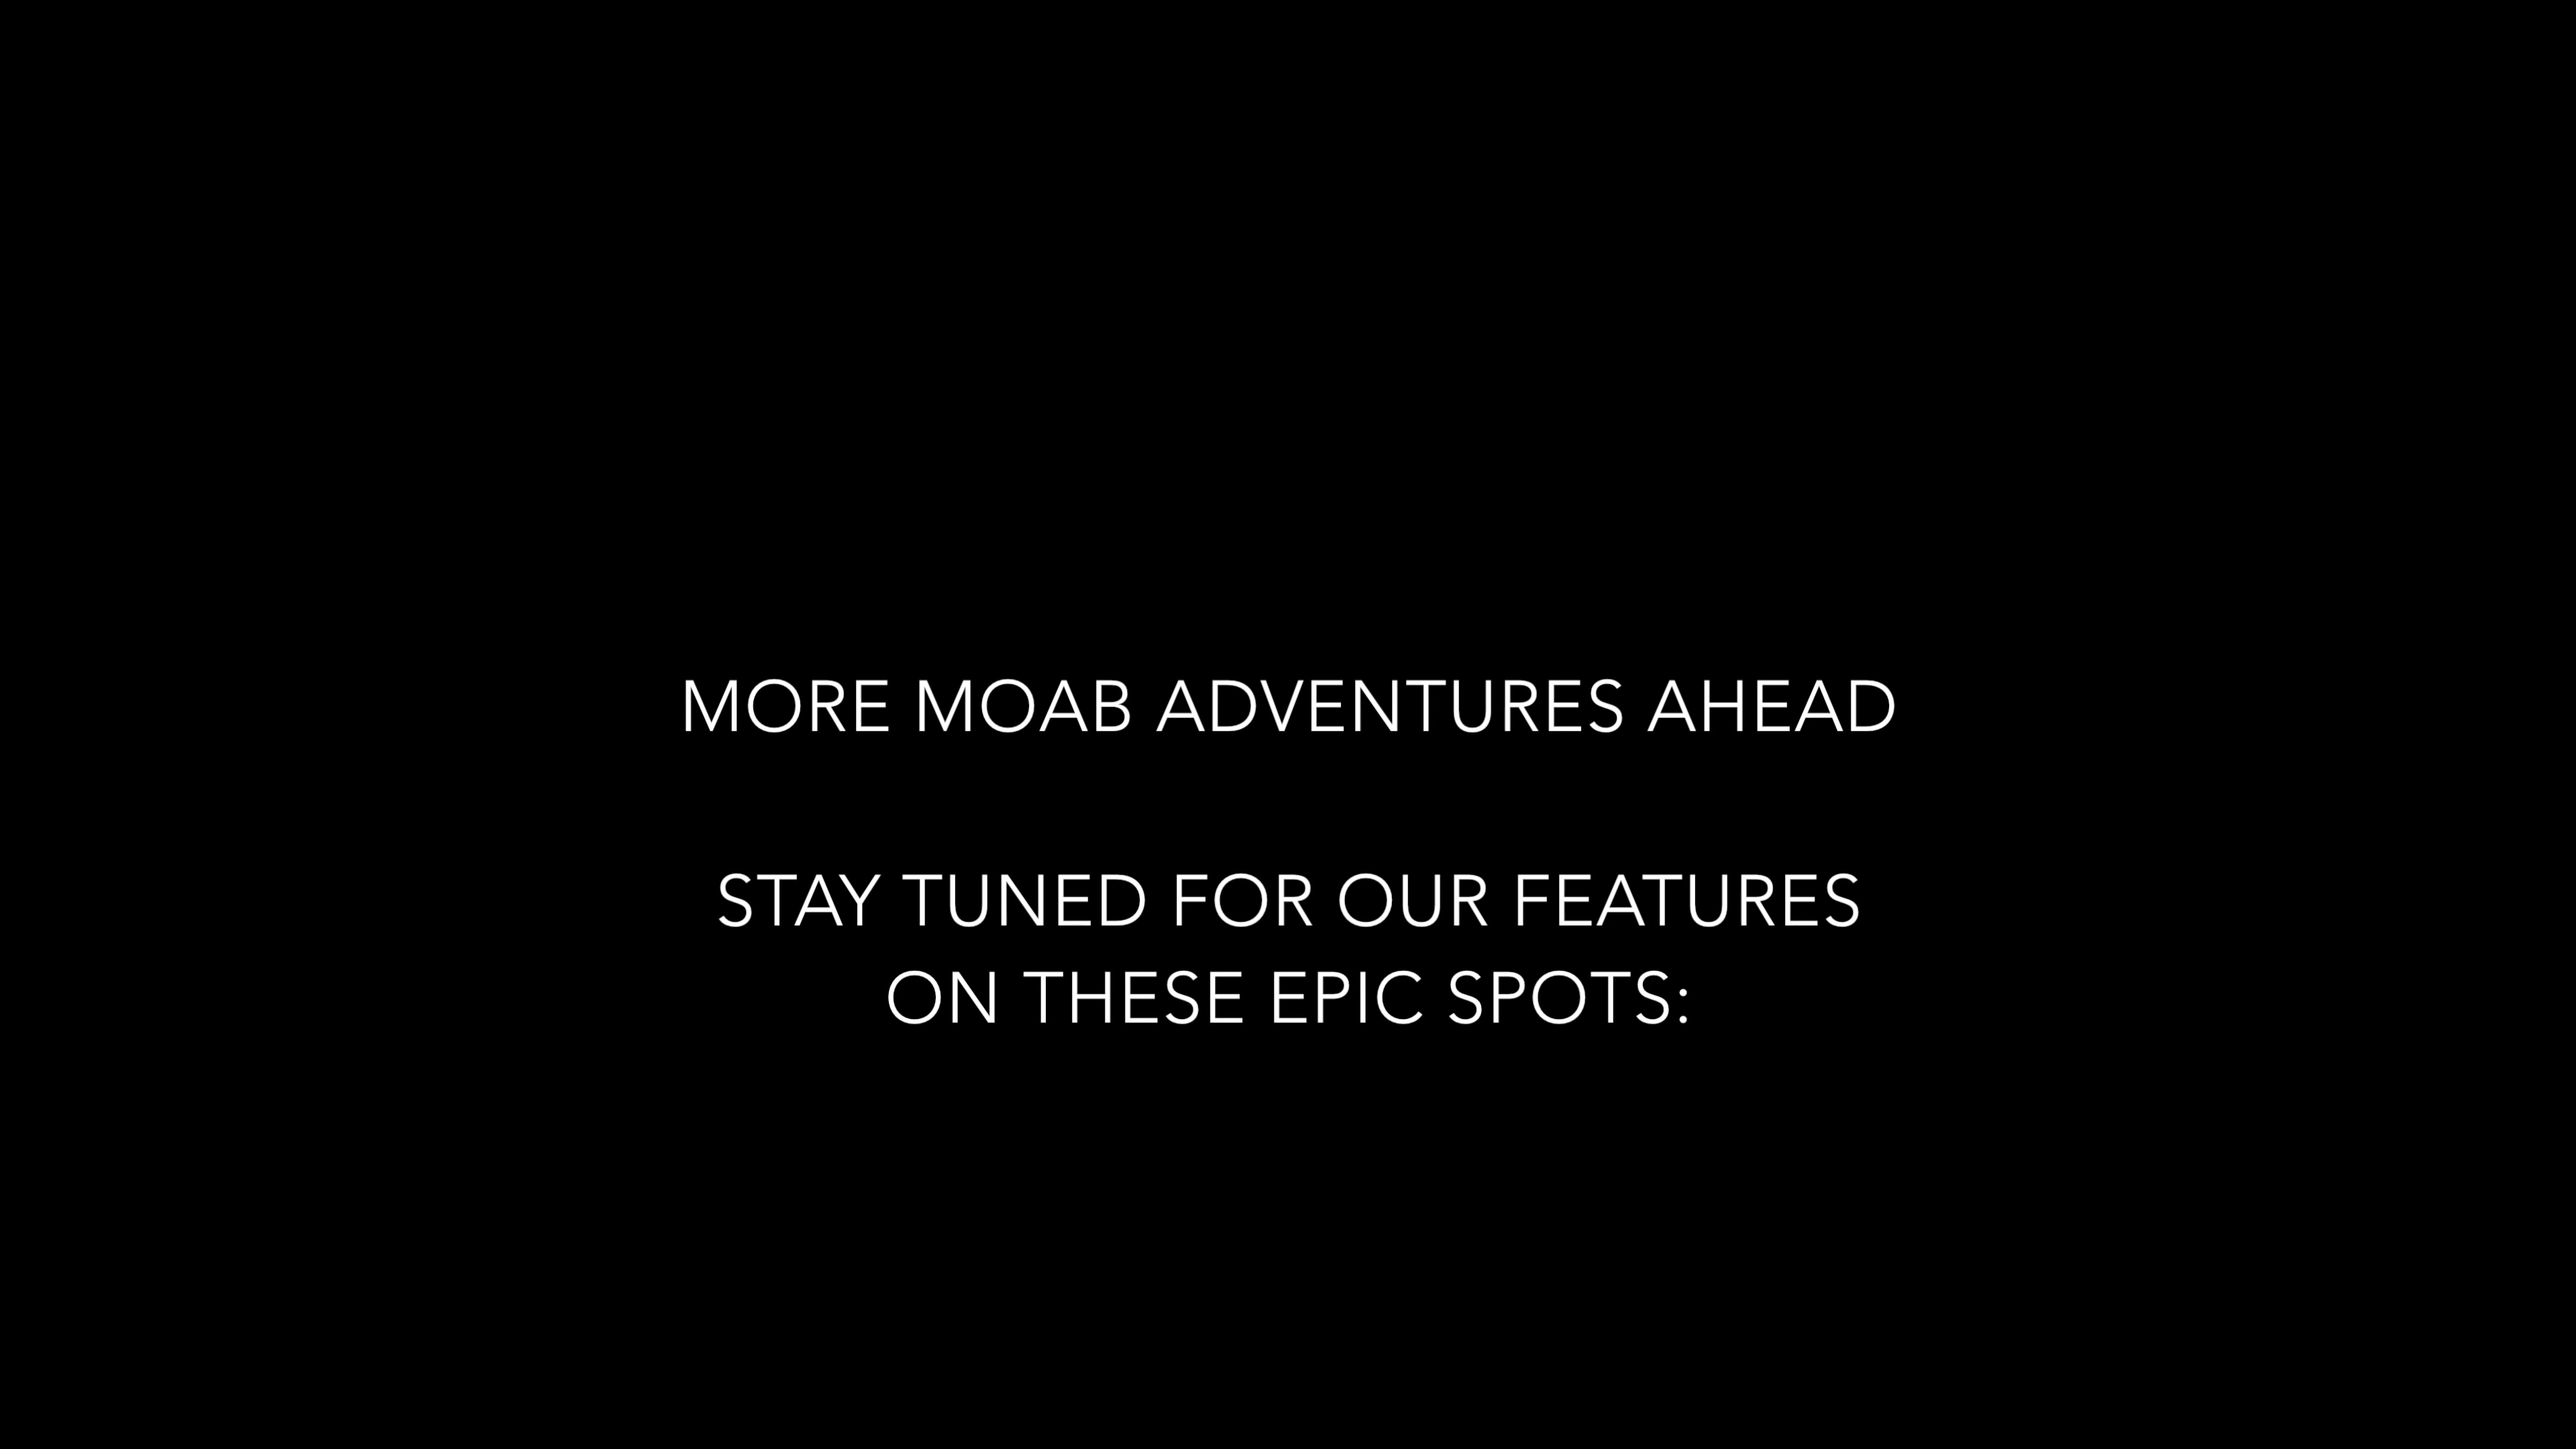 MORE MOAB ADVENTURES AHEAD
STAY TUNED FOR OUR FEATURES
ON THESE EPIC SPOTS: